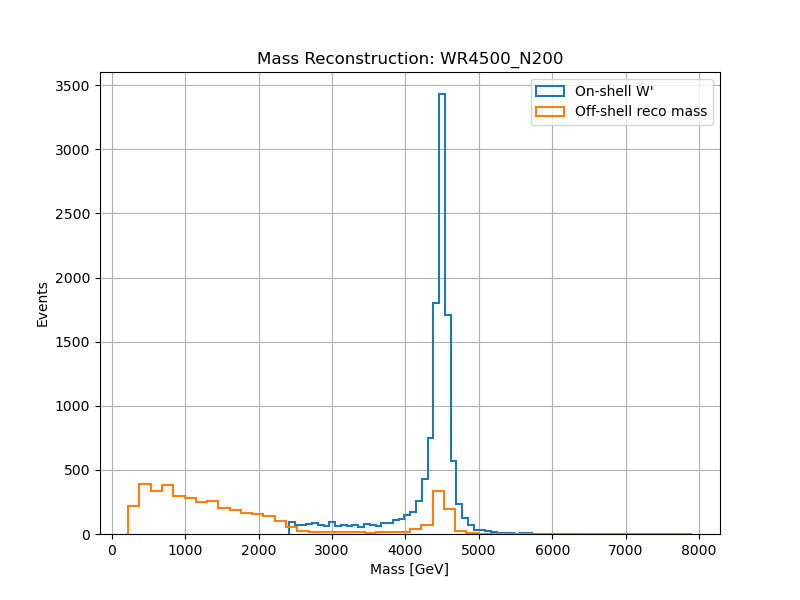 Mass Reconstruction: WR4500_N200
On-shell W'
Off-shell reco mass
3500
3000
2500
2000
1500
1000
500
0
Events
0 1000 2000 3000 4000 5000 6000 7000 8000
Mass [GeV]